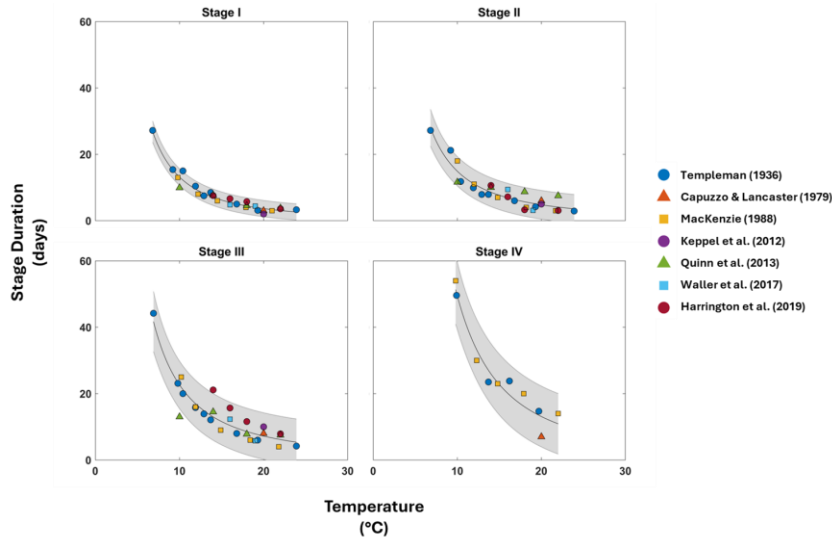 Stage I
Stage II
60
40
20
0
Stage III
Stage IV
60
40
20
0
0
10
20
30
0
10
20
30
Stage Duration
(days)
Temperature
(°C)
Templeman (1936)
Capuzzo & Lancaster (1979)
MacKenzie (1988)
Keppel et al. (2012)
Quinn et al. (2013)
Waller et al. (2017)
Harrington et al. (2019)